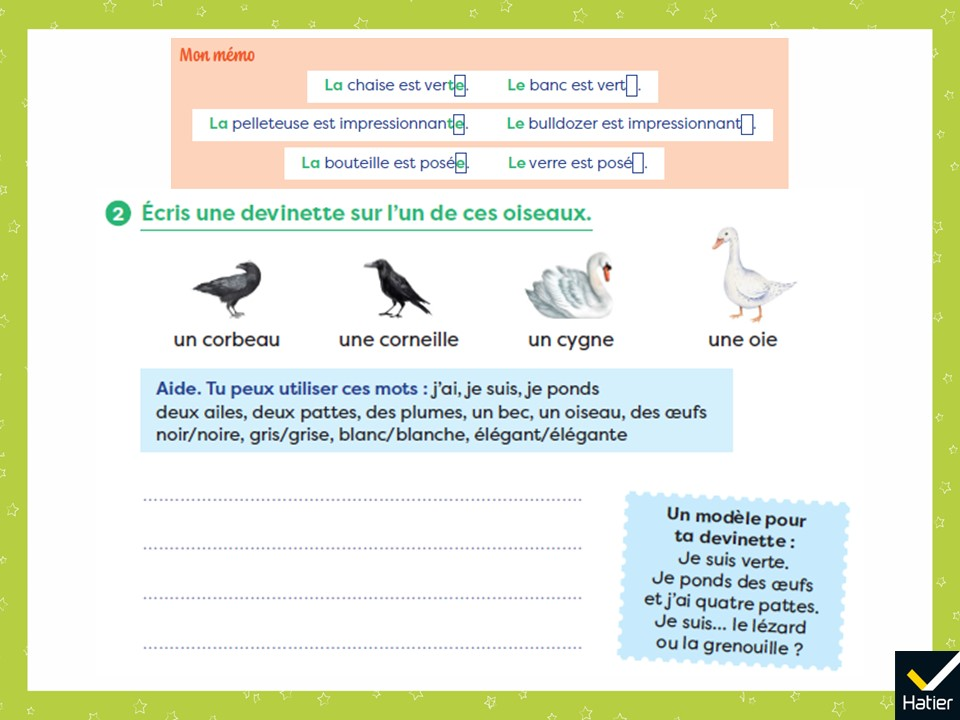 Mon mémo
La chaise est verte. Le banc est vert .
La pelleteuse est impressionnante. Le bulldozer est impressionnant .
La bouteille est posée. Le verre est posé .
2 Écris une devinette sur l'un de ces oiseaux.
un corbeau une corneille un cygne une oie
Aide. Tu peux utiliser ces mots : j'ai, je suis, je ponds
deux ailes, deux pattes, des plumes, un bec, un oiseau, des œufs
noir/noire, gris/grise, blanc/blanche, élégant/élégante
Un modèle pour
ta devinette :
Je suis verte.
Je ponds des œufs
et j'ai quatre pattes.
Je suis... le lézard
ou la grenouille ?
Hatier